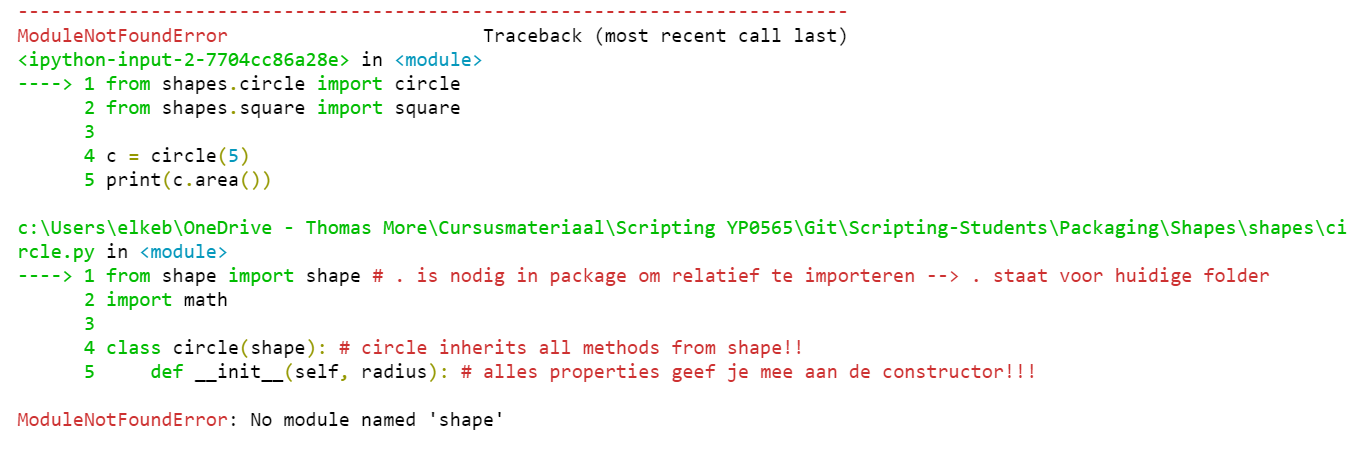 ---------------------------------------------------------------------------
ModuleNotFoundError                       Traceback (most recent call last)
<ipython-input-2-7704cc86a28e> in <module>
----> 1 from shapes.circle import circle
      2 from shapes.square import square
      3
      4 c = circle(5)
      5 print(c.area())

c:\Users\elkeb\OneDrive - Thomas More\Cursusmateriaal\Scripting YP0565\Git\Scripting-Students\Packaging\Shapes\shapes\ci
rcle.py in <module>
----> 1 from shape import shape # . is nodig in package om relatief te importeren --> . staat voor huidige folder
      2 import math
      3
      4 class circle(shape): # circle inherits all methods from shape!!
      5     def __init__(self, radius): # alles properties geef je mee aan de constructor!!!

ModuleNotFoundError: No module named 'shape'